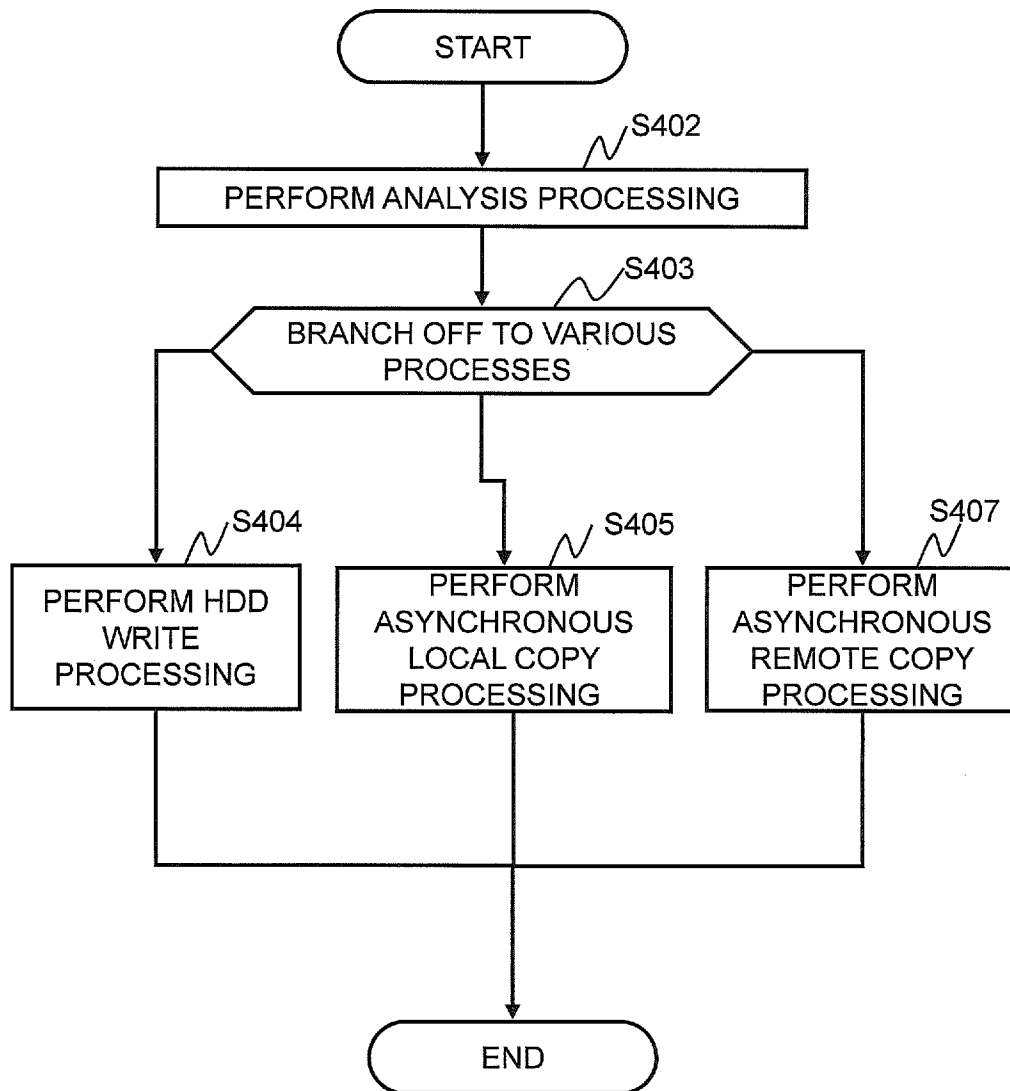 START
S402
PERFORM ANALYSIS PROCESSING
S403
BRANCH OFF TO VARIOUS
PROCESSES
S404
PERFORM HDD
WRITE
PROCESSING
S405
PERFORM
ASYNCHRONOUS
LOCAL COPY
PROCESSING
S407
PERFORM
ASYNCHRONOUS
REMOTE COPY
PROCESSING
END